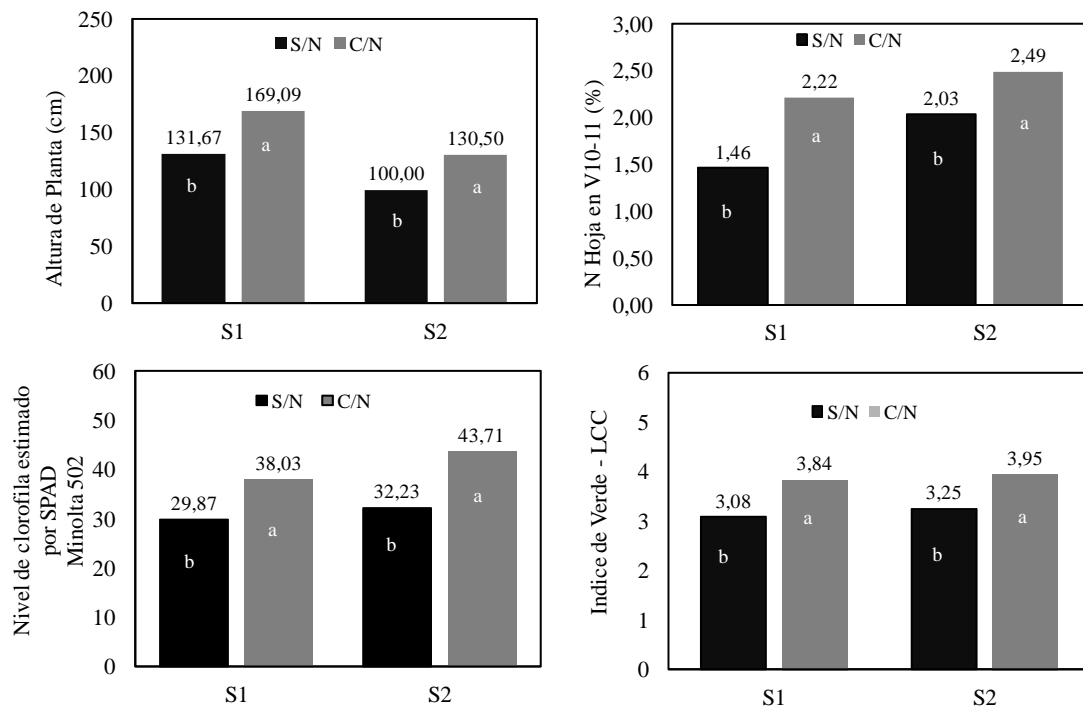 250
200
150
100
50
0
Altura de Planta (cm)
S/N C/N
131,67
169,09
100,00
130,50
b
a
b
a
S1
S2
3,00
2,50
2,00
1,50
1,00
0,50
0,00
N Hoja en V10-11 (%)
S/N C/N
1,46
2,22
2,03
2,49
b
a
b
a
S1
S2
60
50
40
30
20
10
0
Nivel de clorofila estimado
por SPAD
Minolta 502
S/N C/N
29,87
38,03
32,23
43,71
b
a
b
a
S1
S2
6
5
4
3
2
1
0
Indice de Verde - LCC
S/N C/N
3,08
3,84
3,25
3,95
b
a
b
a
S1
S2